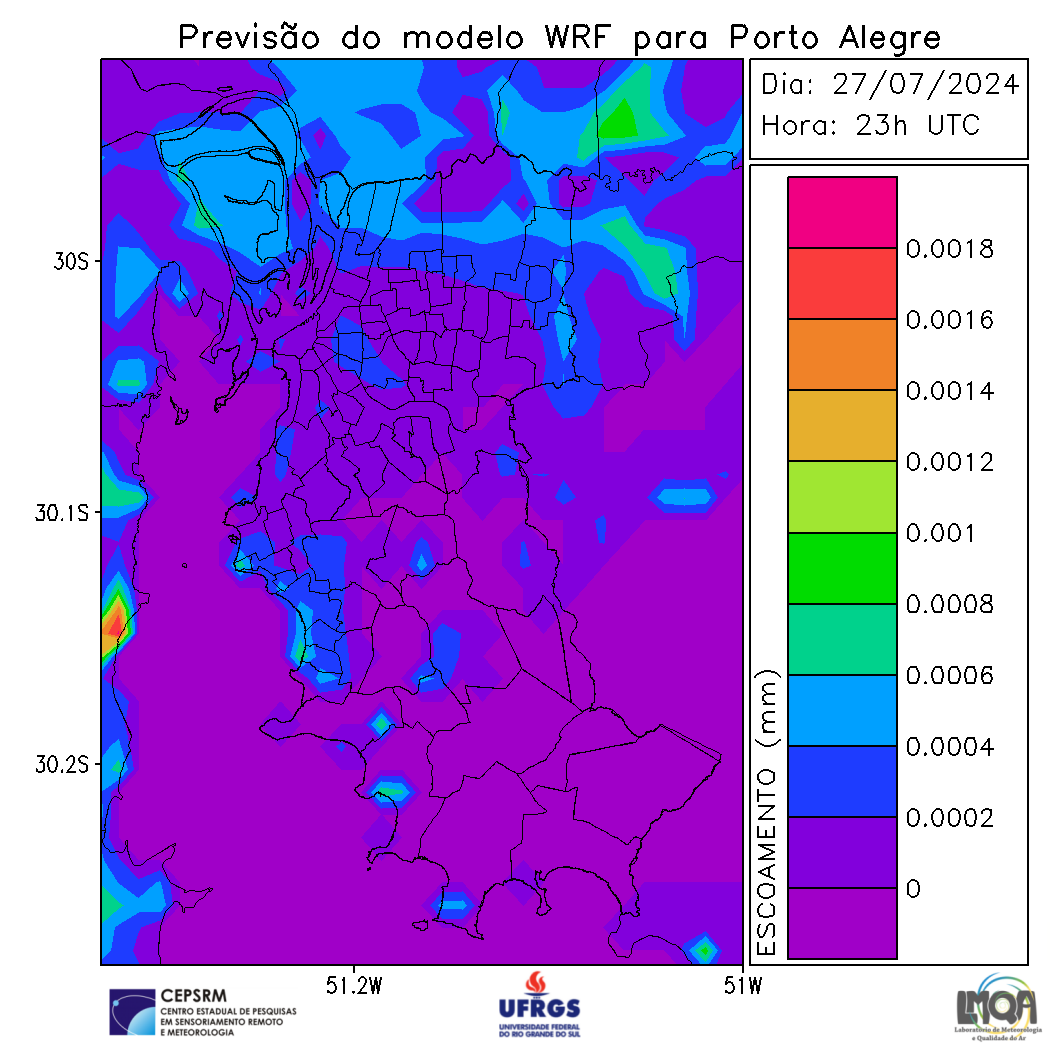 Previsão do modelo WRF para Porto Alegre
Dia: 27/07/2024
Hora: 23h UTC
0.0018
0.0016
0.0014
0.0012
0.001
0.0008
0.0006
0.0004
0.0002
0
ESCOAMENTO (mm)
30S
30.1S
30.2S
51.2W
51W
CEPSRM
CENTRO ESTADUAL DE PESQUISAS
EM SENSORIAMENTO REMOTO
E METEOROLOGIA
UFRGS
UNIVERSIDADE FEDERAL
DO RIO GRANDE DO SUL
LMQA
Laboratório de Meteorologia
e Qualidade do Ar